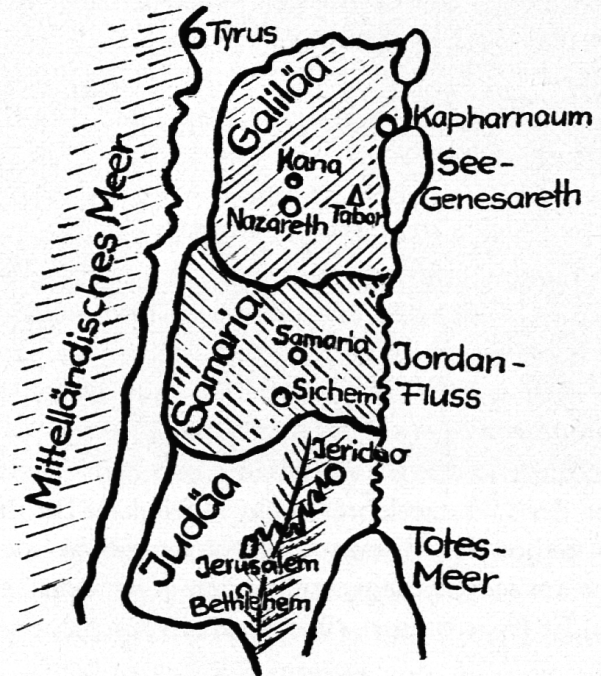 Tyrus
Galiläa
Kapharnaum
See-
Genesareth
Kana
Tabor
Nazareth
Mittelländisches Meer
Samaria
Samaria
Sichem
Jordan-
Fluss
Jericho
Judäa
Jerusalem
Bethlehem
Totes-
Meer